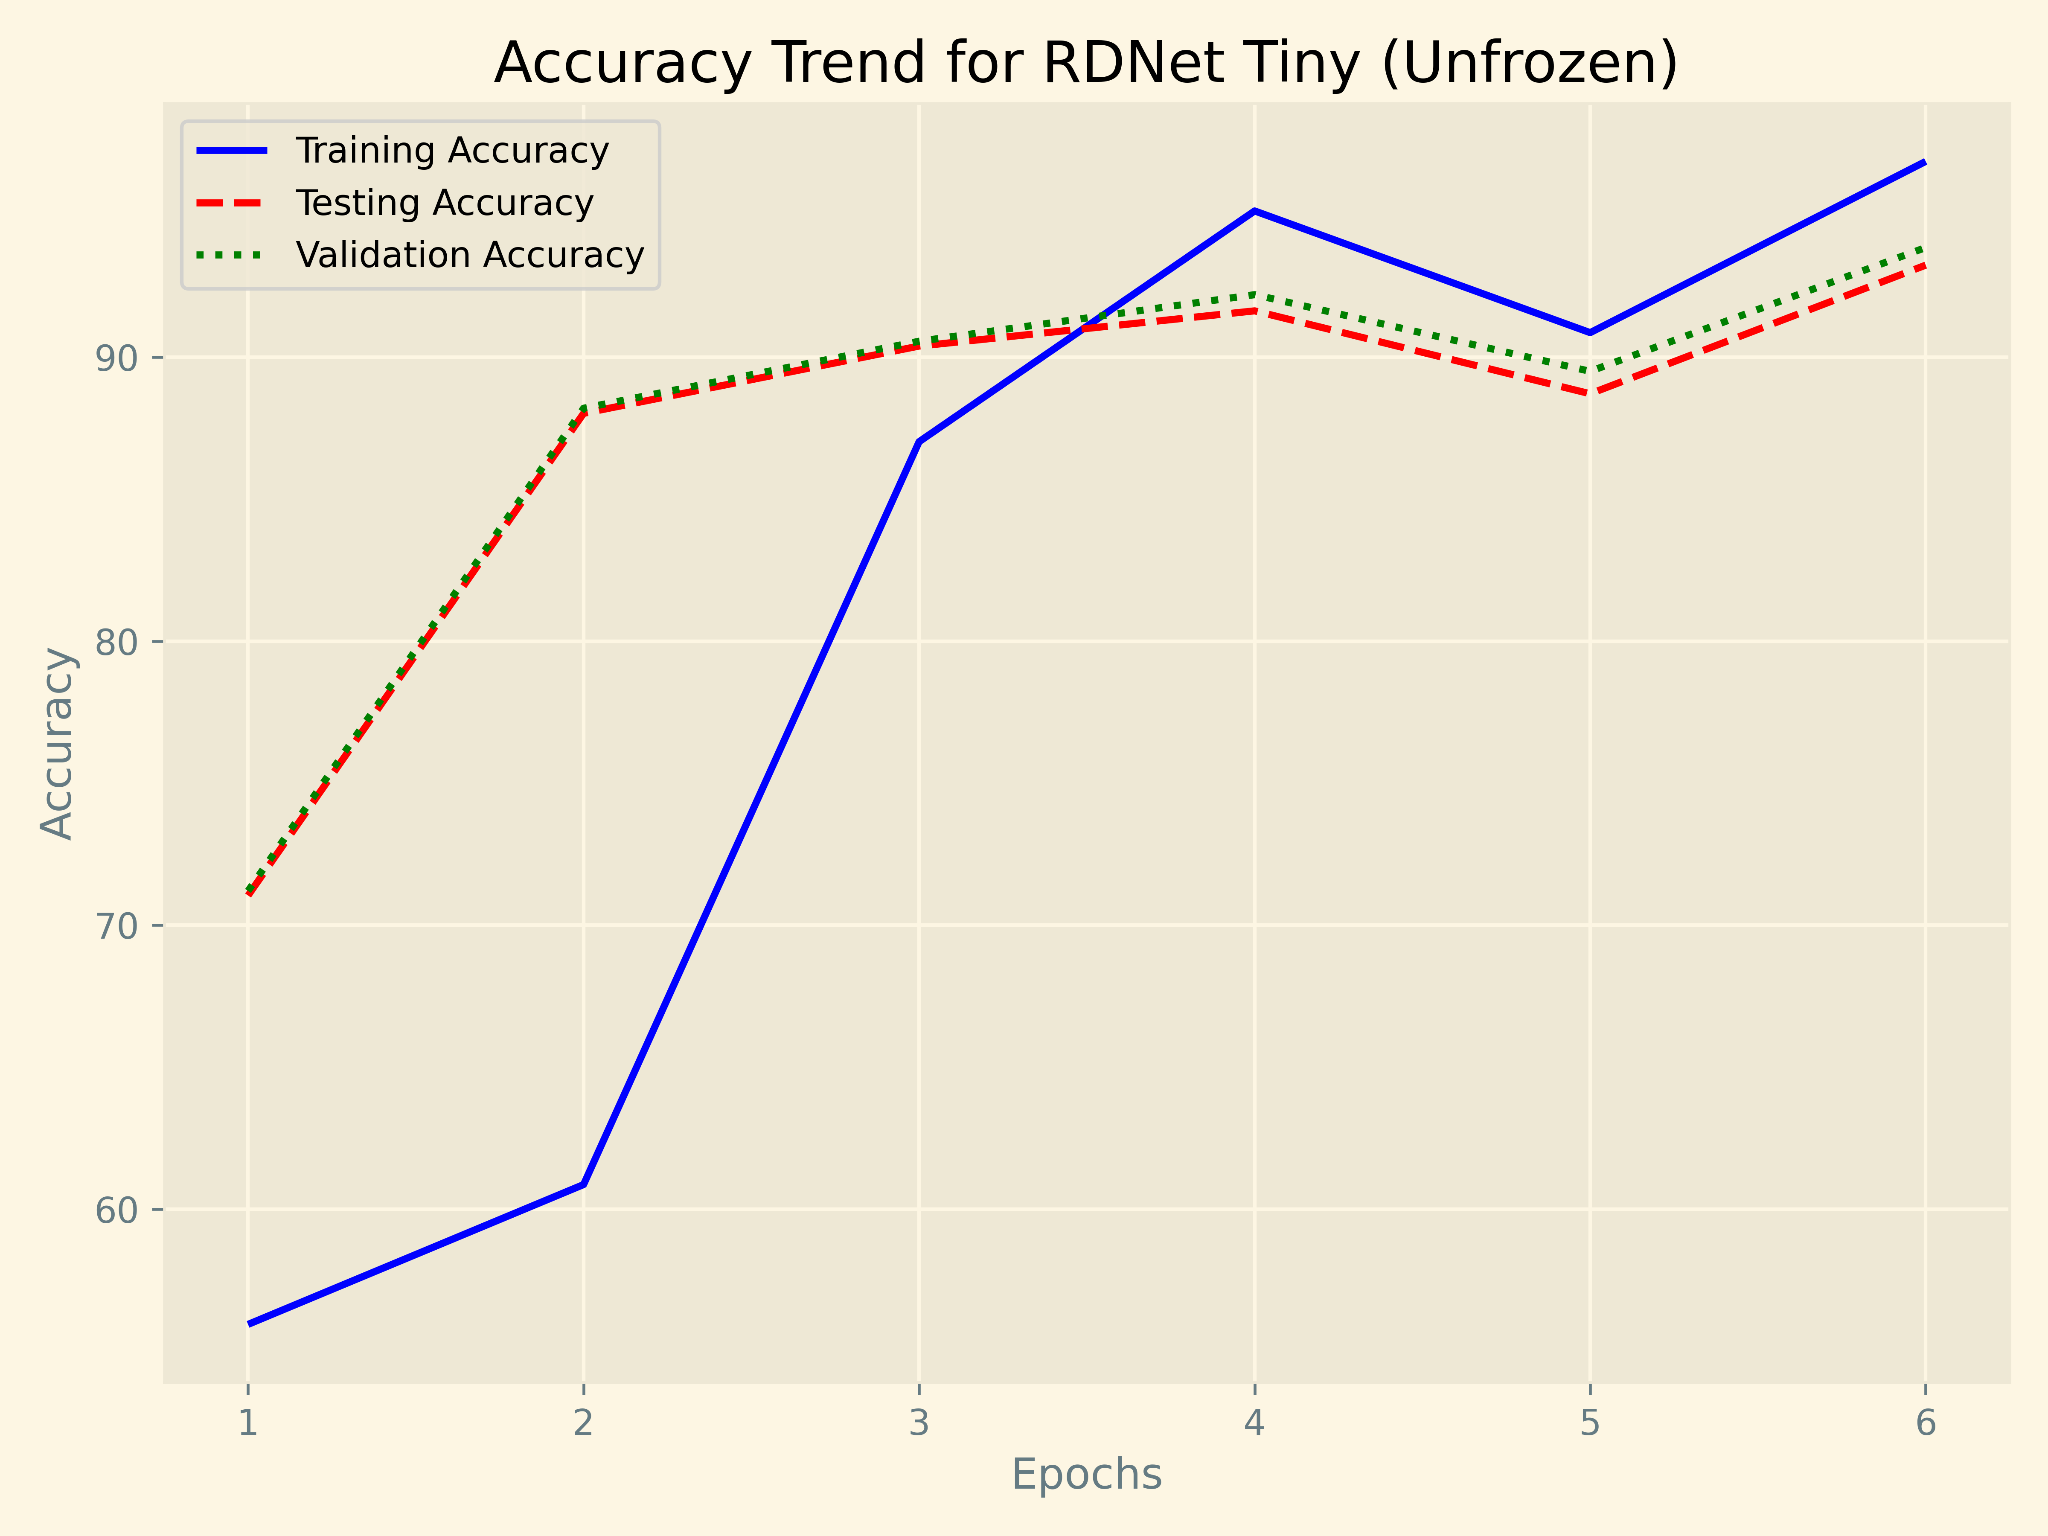 Accuracy Trend for RDNet Tiny (Unfrozen)
Training Accuracy
Testing Accuracy
Validation Accuracy
90
80
70
60
Accuracy
1 2 3 4 5 6
Epochs